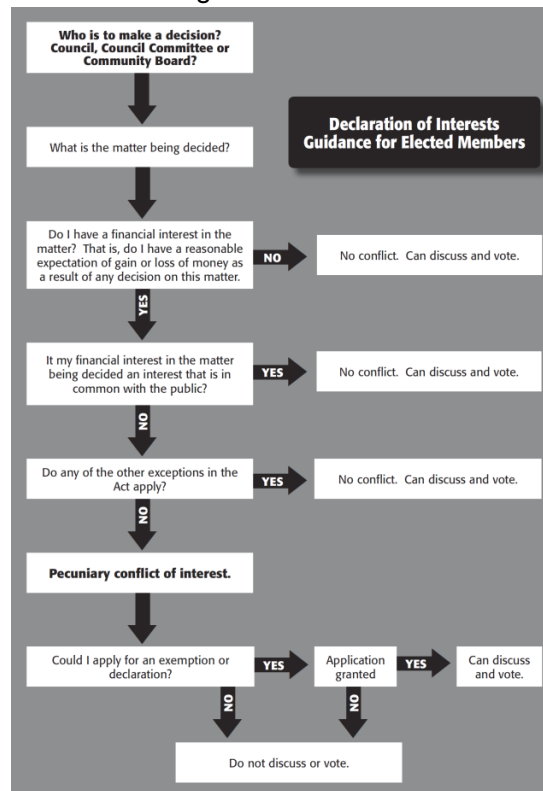 Who is to make a decision?
Council, Council Committee or
Community Board?
Declaration of Interests
Guidance for Elected Members
What is the matter being decided?
Do I have a financial interest in the
matter? That is, do I have a reasonable
expectation of gain or loss of money as
a result of any decision on this matter.
NO
No conflict. Can discuss and vote.
YES
It my financial interest in the matter
being decided an interest that is in
common with the public?
YES
No conflict. Can discuss and vote.
NO
Do any of the other exceptions in the
Act apply?
YES
No conflict. Can discuss and vote.
NO
Pecuniary conflict of interest.
Could I apply for an exemption or
declaration?
YES
Application
granted
YES
Can discuss
and vote.
NO
NO
Do not discuss or vote.